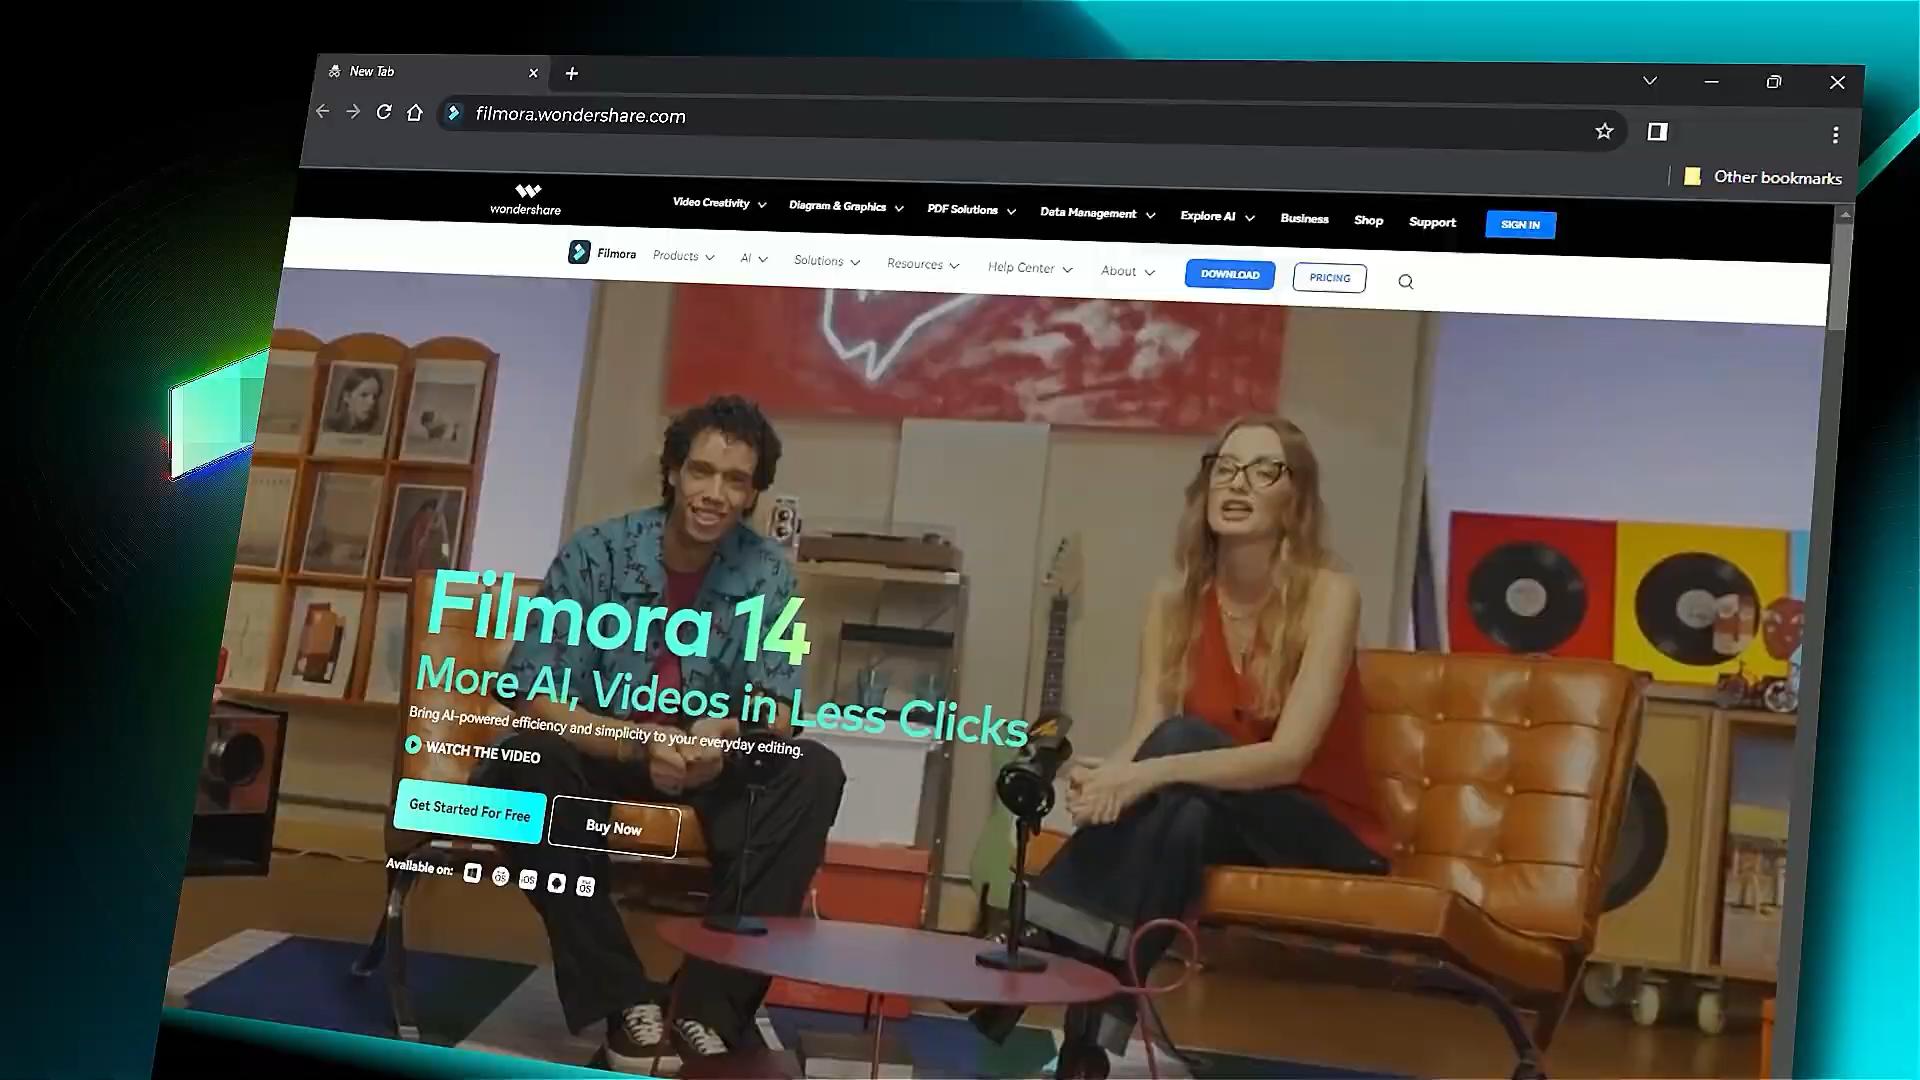 New Tab
filmora.wondershare.com
Other bookmarks
wondershare
Video Creativity
Diagram & Graphics
PDF Solutions
Data Management
Explore AI
Business
Shop
Support
SIGN IN
Filmora
Products
AI
Solutions
Resources
Help Center
About
DOWNLOAD
PRICING
Filmora 14
More AI, Videos in Less Clicks
Bring AI-powered efficiency and simplicity to your everyday editing.
WATCH THE VIDEO
Get Started For Free
Buy Now
Available on: